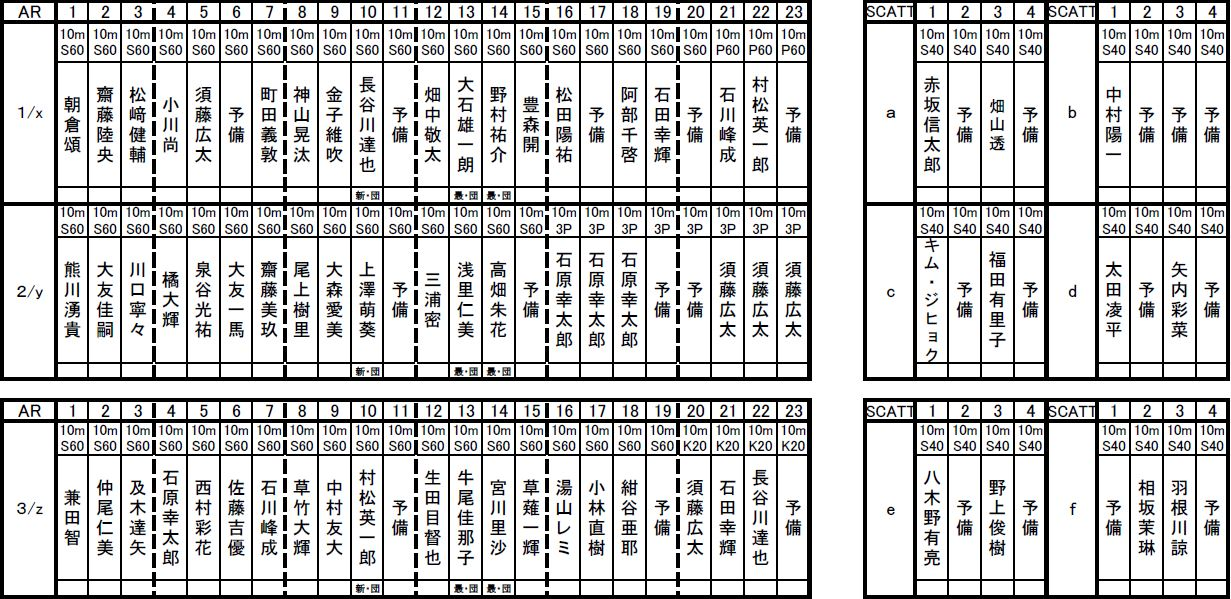 AR 1 2 3 4 5 6 7 8 9 10 11 12 13 14 15 16 17 18 19 20 21 22 23
10m 10m 10m 10m 10m 10m 10m 10m 10m 10m 10m 10m 10m 10m 10m 10m 10m 10m 10m 10m 10m 10m 10m
S60 S60 S60 S60 S60 S60 S60 S60 S60 S60 S60 S60 S60 S60 S60 S60 S60 S60 S60 S60 P60 P60 P60
1/x 朝倉頌 齋藤陸央 松﨑健輔 小川尚 須藤広太 予備 町田義敦 神山晃汰 金子維吹 長谷川達也 予備 畑中敬太 大石雄一朗 野村祐介 豊森開 松田陽祐 予備 阿部千啓 石田幸輝 予備 石川峰成 村松英一郎 予備
新・団 最・団 最・団
10m 10m 10m 10m 10m 10m 10m 10m 10m 10m 10m 10m 10m 10m 10m 10m 10m 10m 10m 10m 10m 10m 10m
S60 S60 S60 S60 S60 S60 S60 S60 S60 S60 S60 S60 S60 S60 S60 3P 3P 3P 3P 3P 3P 3P 3P
2/y 熊川湧貴 大友佳嗣 川口寧々 橘大輝 泉谷光祐 大友一馬 齋藤美玖 尾上樹里 大森愛美 上澤萌葵 予備 三浦密 浅里仁美 高畑朱花 予備 石原幸太郎 石原幸太郎 石原幸太郎 予備 予備 須藤広太 須藤広太 須藤広太
新・団 最・団 最・団
SCATT 1 2 3 4 SCATT 1 2 3 4
10m 10m 10m 10m 10m 10m 10m 10m
S40 S40 S40 S40 S40 S40 S40 S40
a 赤坂信太郎 予備 畑山透 予備 b 中村陽一 予備 予備 予備
10m 10m 10m 10m 10m 10m 10m 10m
S40 S40 S40 S40 S40 S40 S40 S40
c キム・ジヒョク 予備 福田有里子 予備 d 太田凌平 予備 矢内彩菜 予備
AR 1 2 3 4 5 6 7 8 9 10 11 12 13 14 15 16 17 18 19 20 21 22 23
10m 10m 10m 10m 10m 10m 10m 10m 10m 10m 10m 10m 10m 10m 10m 10m 10m 10m 10m 10m 10m 10m 10m
S60 S60 S60 S60 S60 S60 S60 S60 S60 S60 S60 S60 S60 S60 S60 S60 S60 S60 S60 K20 K20 K20 K20
3/z 兼田智 仲尾仁美 及木達矢 石原幸太郎 西村彩花 佐藤吉優 石川峰成 草竹大輝 中村友大 村松英一郎 予備 生田目督也 牛尾佳那子 宮川里沙 草薙一輝 湯山レミ 小林直樹 紺谷亜耶 予備 須藤広太 石田幸輝 長谷川達也 予備
新・団 最・団 最・団
SCATT 1 2 3 4 SCATT 1 2 3 4
10m 10m 10m 10m 10m 10m 10m 10m
S40 S40 S40 S40 S40 S40 S40 S40
e 八木野有亮 予備 野上俊樹 予備 f 予備 相坂茉琳 羽根川諒 予備